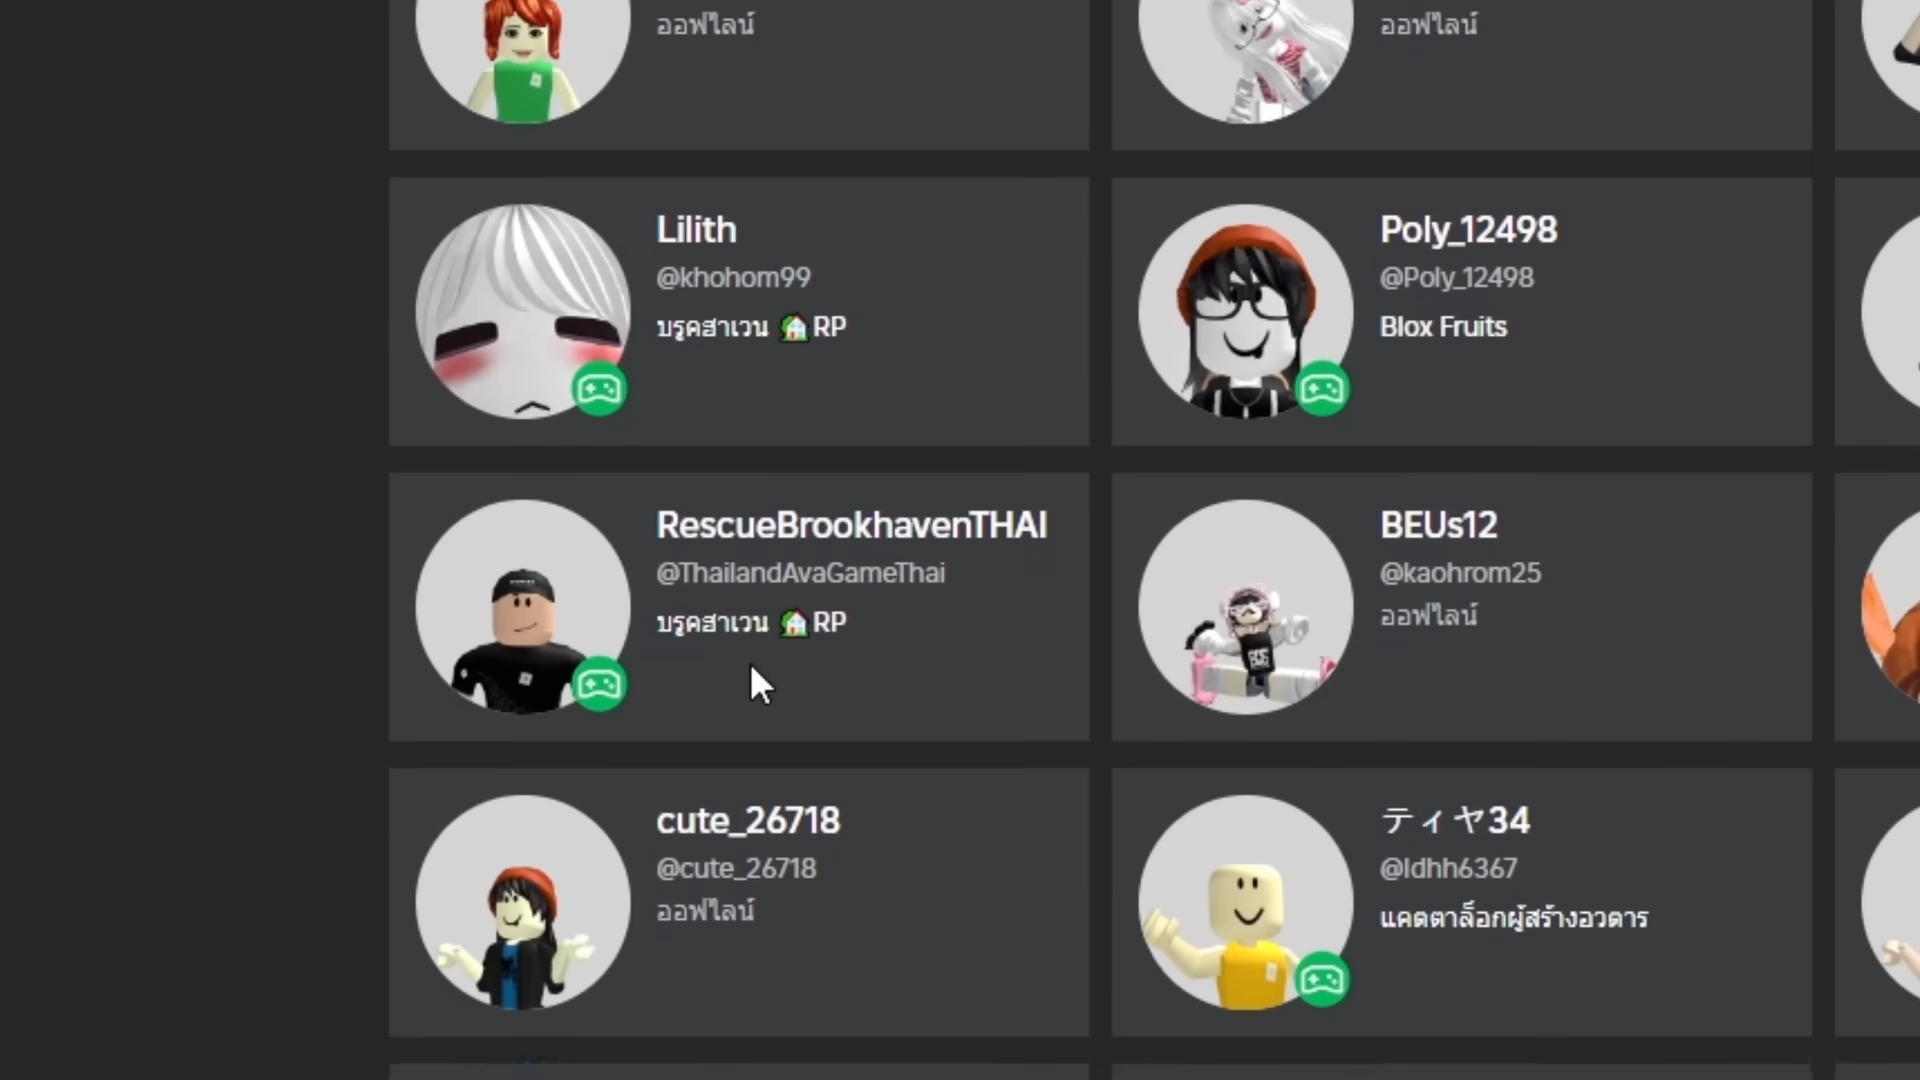 ออฟไลน์
ออฟไลน์
Lilith
@khohom99
บรูคฮาเวน 🏡RP
Poly_12498
@Poly_12498
Blox Fruits
RescueBrookhavenTHAI
@ThailandAvaGameThai
บรูคฮาเวน 🏡RP
BEUs12
@kaohrom25
ออฟไลน์
cute_26718
@cute_26718
ออฟไลน์
ティヤ34
@ldhh6367
แคตตาล็อกผู้สร้างอวตาร